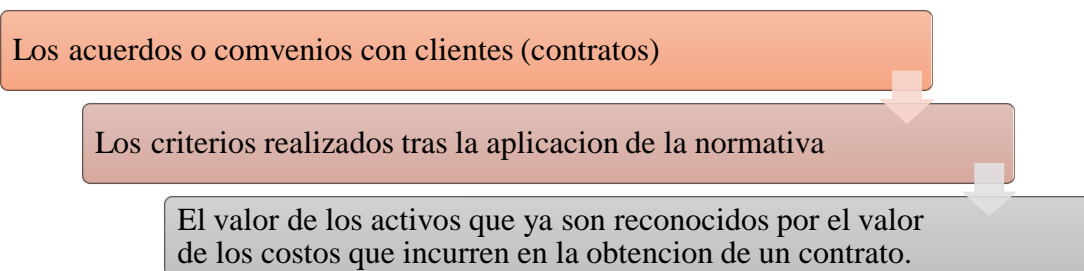 Los acuerdos o comvenios con clientes (contratos)
Los criterios realizados tras la aplicacion de la normativa
El valor de los activos que ya son reconocidos por el valor
de los costos que incurren en la obtencion de un contrato.